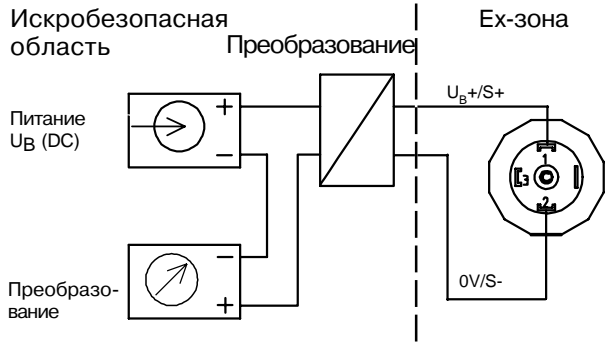 Искробезопасная
область
Преобразование
Ex-зона
Питание
UB (DC)
+
−
UB+/S+
1
3
2
−
+
Преобразо-
вание
0V/S-